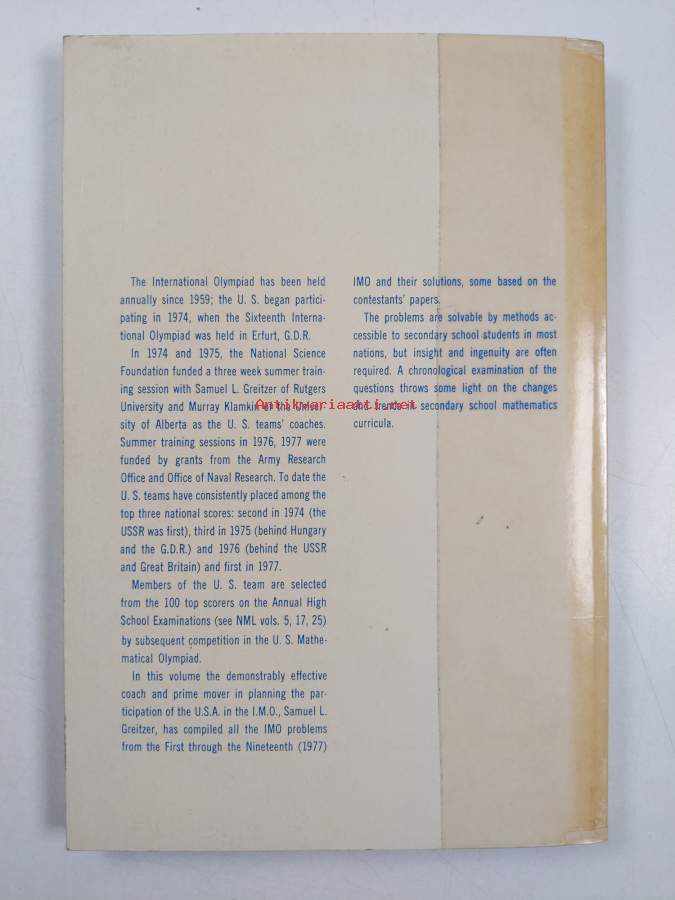 The International Olympiad has been held
annually since 1959; the U. S. began partici-
pating in 1974, when the Sixteenth Interna-
tional Olympiad was held in Erfurt, G.D.R.
In 1974 and 1975, the National Science
Foundation funded a three week summer train-
ing session with Samuel L. Greitzer of Rutgers
University and Murray Klamkin of the Univer-
sity of Alberta as the U. S. teams' coaches.
Summer training sessions in 1976, 1977 were
funded by grants from the Army Research
Office and Office of Naval Research. To date the
U. S. teams have consistently placed among the
top three national scores: second in 1974 (the
USSR was first), third in 1975 (behind Hungary
and the G.D.R.) and 1976 (behind the USSR
and Great Britain) and first in 1977.
Members of the U. S. team are selected
from the 100 top scorers on the Annual High
School Examinations (see NML vols. 5, 17, 25)
by subsequent competition in the U. S. Mathe-
matical Olympiad.
In this volume the demonstrably effective
coach and prime mover in planning the par-
ticipation of the U.S.A. in the I.M.O., Samuel L.
Greitzer, has compiled all the IMO problems
from the First through the Nineteenth (1977)
IMO and their solutions, some based on the
contestants' papers.
The problems are solvable by methods ac-
cessible to secondary school students in most
nations, but insight and ingenuity are often
required. A chronological examination of the
questions throws some light on the changes
and trends in secondary school mathematics
curricula.
Antikvariaatti.net